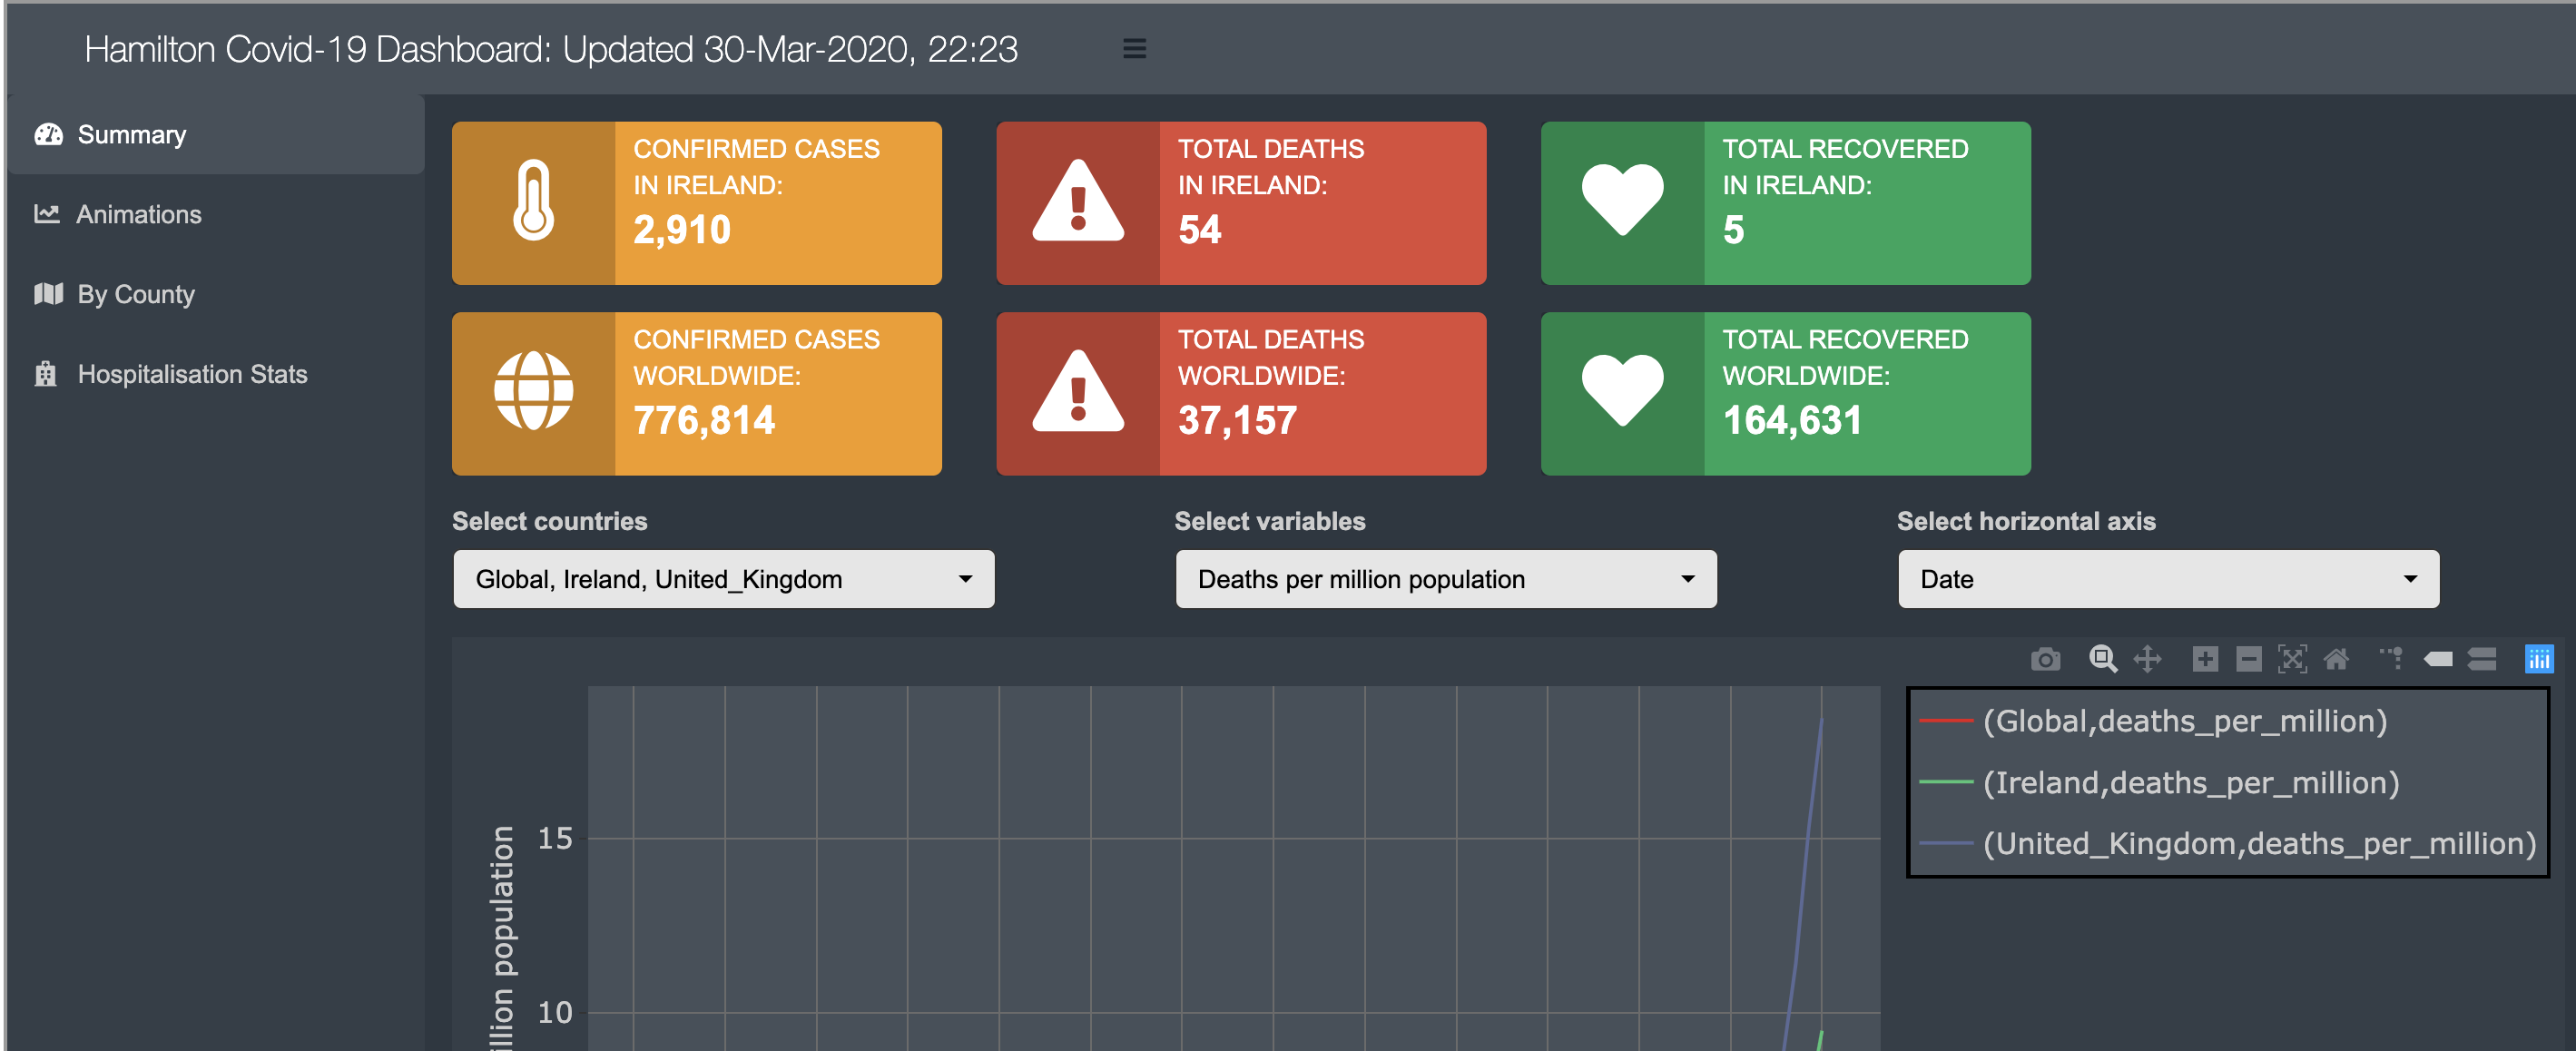 Hamilton Covid-19 Dashboard: Updated 30-Mar-2020, 22:23
Summary
Animations
By County
Hospitalisation Stats
CONFIRMED CASES
IN IRELAND:
2,910
TOTAL DEATHS
IN IRELAND:
54
TOTAL RECOVERED
IN IRELAND:
5
CONFIRMED CASES
WORLDWIDE:
776,814
TOTAL DEATHS
WORLDWIDE:
37,157
TOTAL RECOVERED
WORLDWIDE:
164,631
Select countries
Global, Ireland, United_Kingdom
Select variables
Deaths per million population
Select horizontal axis
Date
(Global,deaths_per_million)
(Ireland,deaths_per_million)
(United_Kingdom,deaths_per_million)
15
10
illion population